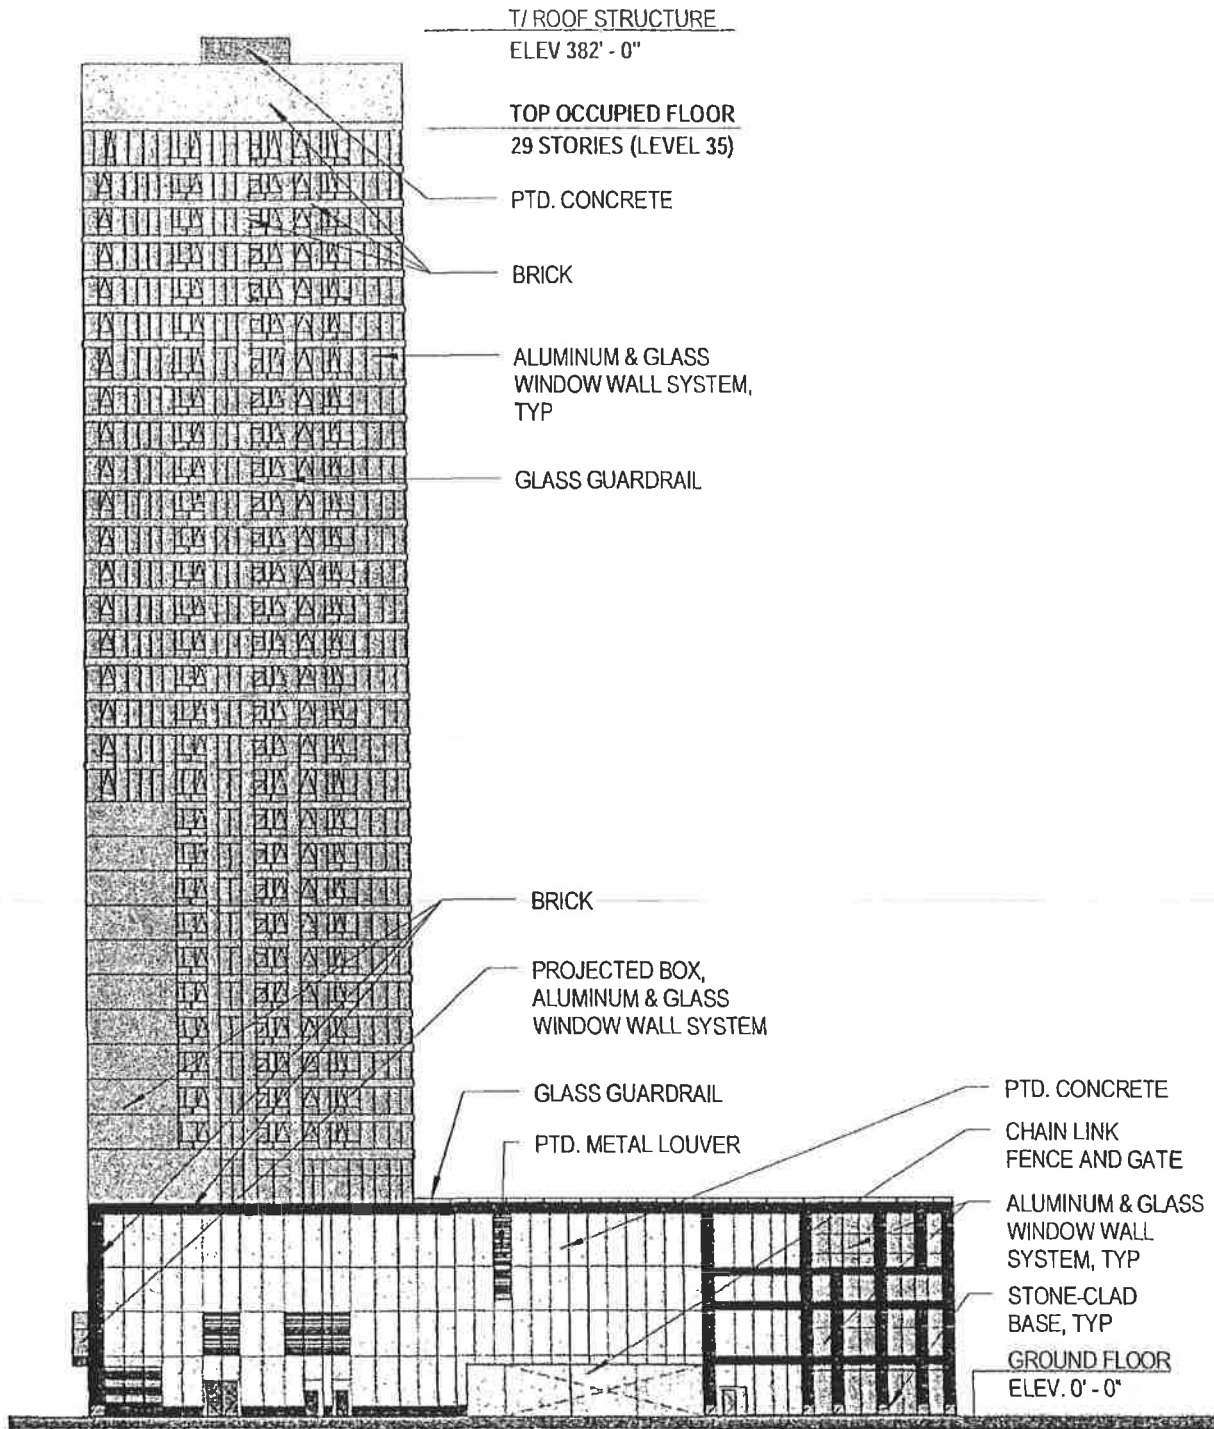 T/ ROOF STRUCTURE
ELEV 382' - 0"
TOP OCCUPIED FLOOR
29 STORIES (LEVEL 35)
PTD. CONCRETE
BRICK
ALUMINUM & GLASS
WINDOW WALL SYSTEM,
TYP
GLASS GUARDRAIL
BRICK
PROJECTED BOX,
ALUMINUM & GLASS
WINDOW WALL SYSTEM
GLASS GUARDRAIL
PTD. METAL LOUVER
PTD. CONCRETE
CHAIN LINK
FENCE AND GATE
ALUMINUM & GLASS
WINDOW WALL
SYSTEM, TYP
STONE-CLAD
BASE, TYP
GROUND FLOOR
ELEV. 0' - 0"